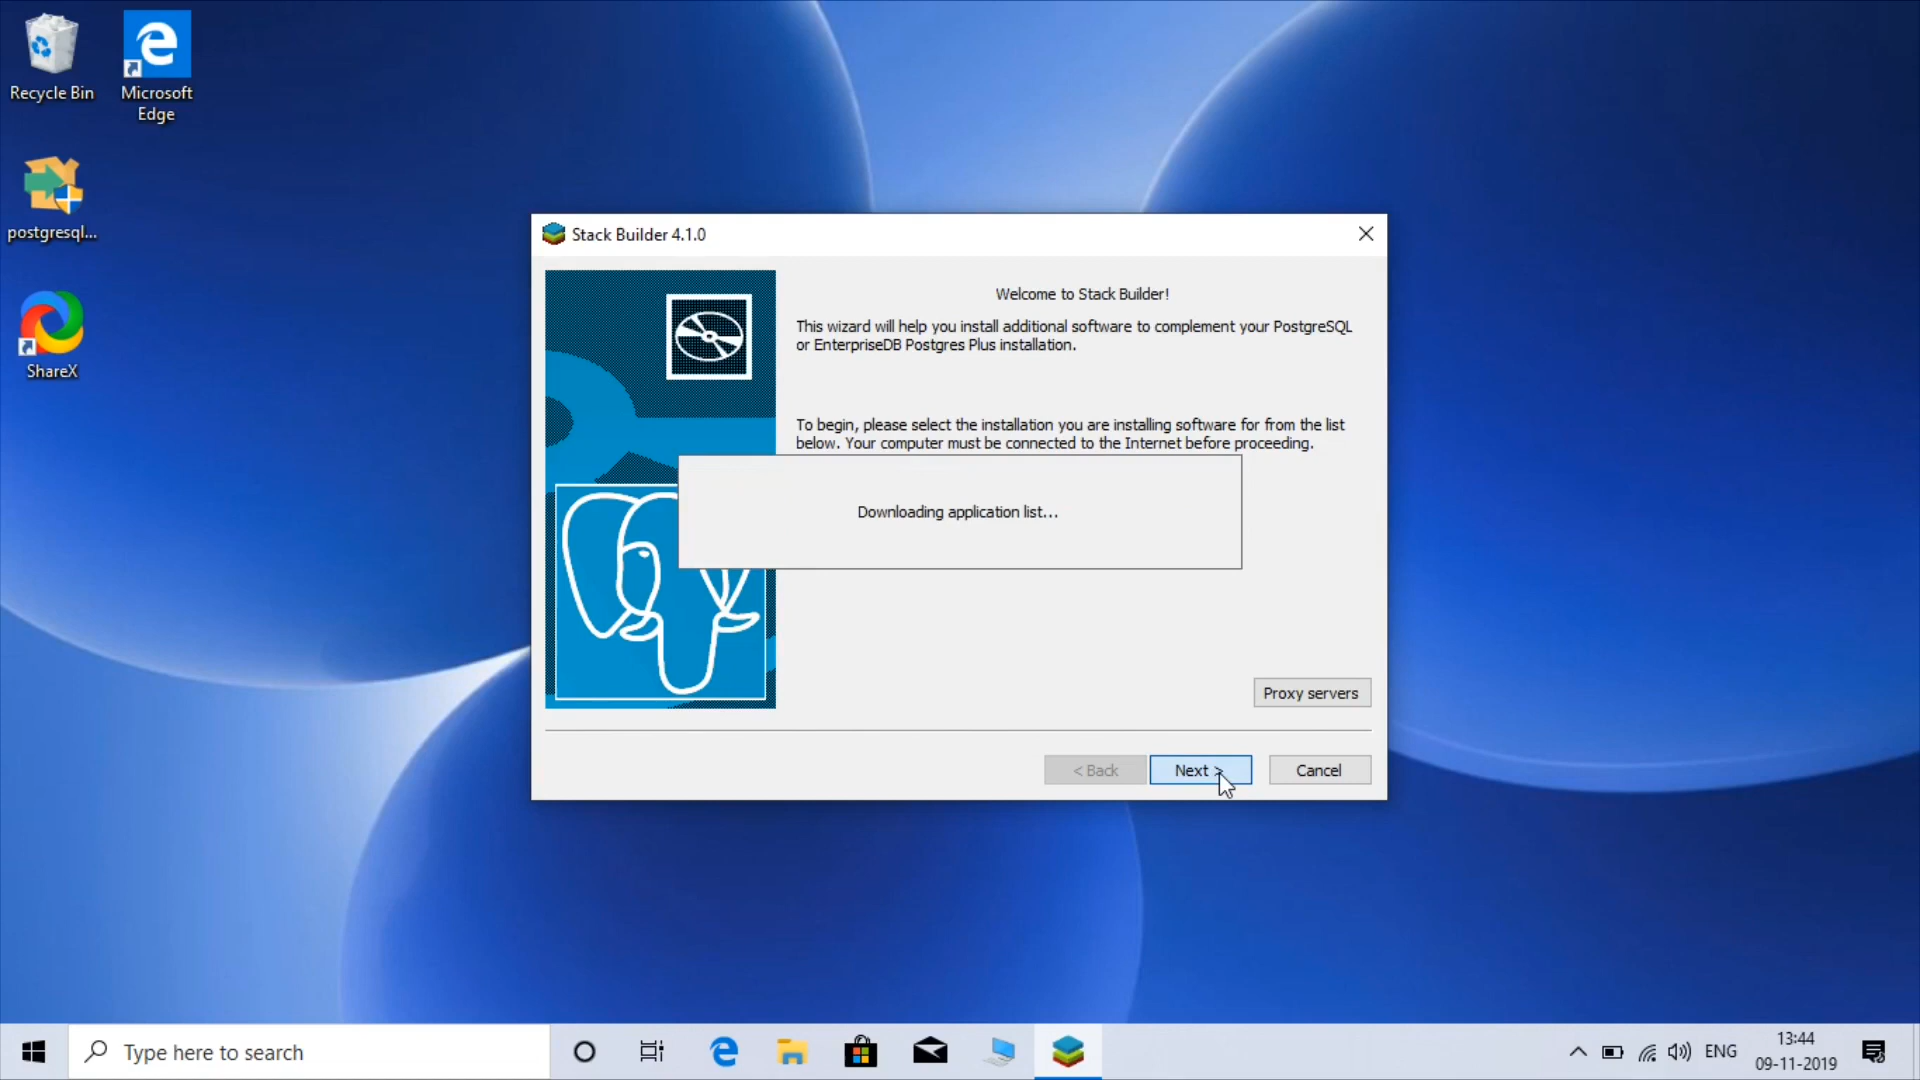 Recycle Bin
Microsoft
Edge
postgresql...
ShareX
Stack Builder 4.1.0
Welcome to Stack Builder!
This wizard will help you install additional software to complement your PostgreSQL
or EnterpriseDB Postgres Plus installation.
To begin, please select the installation you are installing software for from the list
below. Your computer must be connected to the Internet before proceeding.
Downloading application list...
Proxy servers
< Back
Next >
Cancel
Type here to search
ENG
13:44
09-11-2019